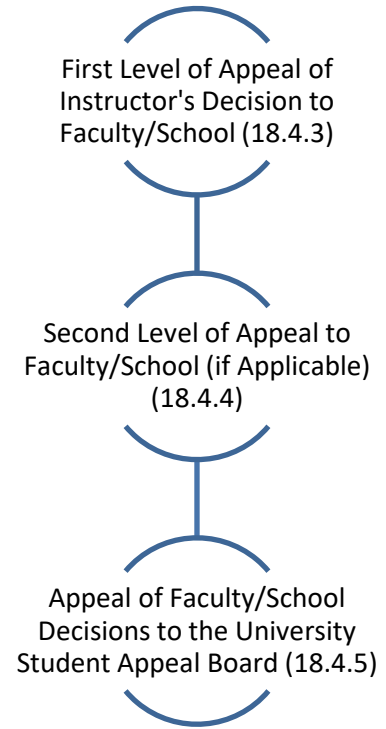 First Level of Appeal of
Instructor's Decision to
Faculty/School (18.4.3)
Second Level of Appeal to
Faculty/School (if Applicable)
(18.4.4)
Appeal of Faculty/School
Decisions to the University
Student Appeal Board (18.4.5)